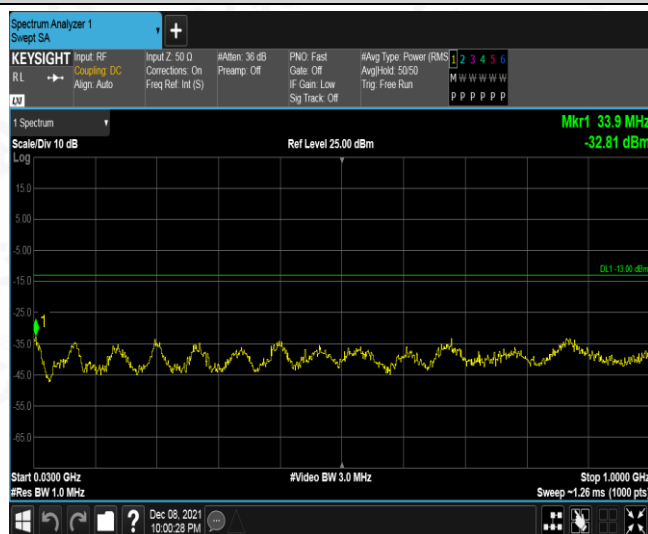 Spectrum Analyzer 1
Swept SA
+
KEYSIGHT
RL
LXI
Input: RF
Coupling: DC
Align: Auto
Input Z: 50 Ω
Corrections: On
Freq Ref: Int (S)
#Atten: 36 dB
Preamp: Off
PNO: Fast
Gate: Off
IF Gain: Low
Sig Track: Off
#Avg Type: Power (RMS
Avg|Hold: 50/50
Trig: Free Run
1 2 3 4 5 6
M W W W W W
P P P P P P
1 Spectrum
Mkr1 33.9 MHz
Scale/Div 10 dB
Ref Level 25.00 dBm
-32.81 dBm
Log
15.0
5.00
-5.00
DL1 -13.00 dBm
-15.0
-25.0
1
-35.0
-45.0
-55.0
-65.0
Start 0.0300 GHz
#Video BW 3.0 MHz
Stop 1.0000 GHz
#Res BW 1.0 MHz
Sweep ~1.26 ms (1000 pts)
?
Dec 08, 2021
10:00:28 PM